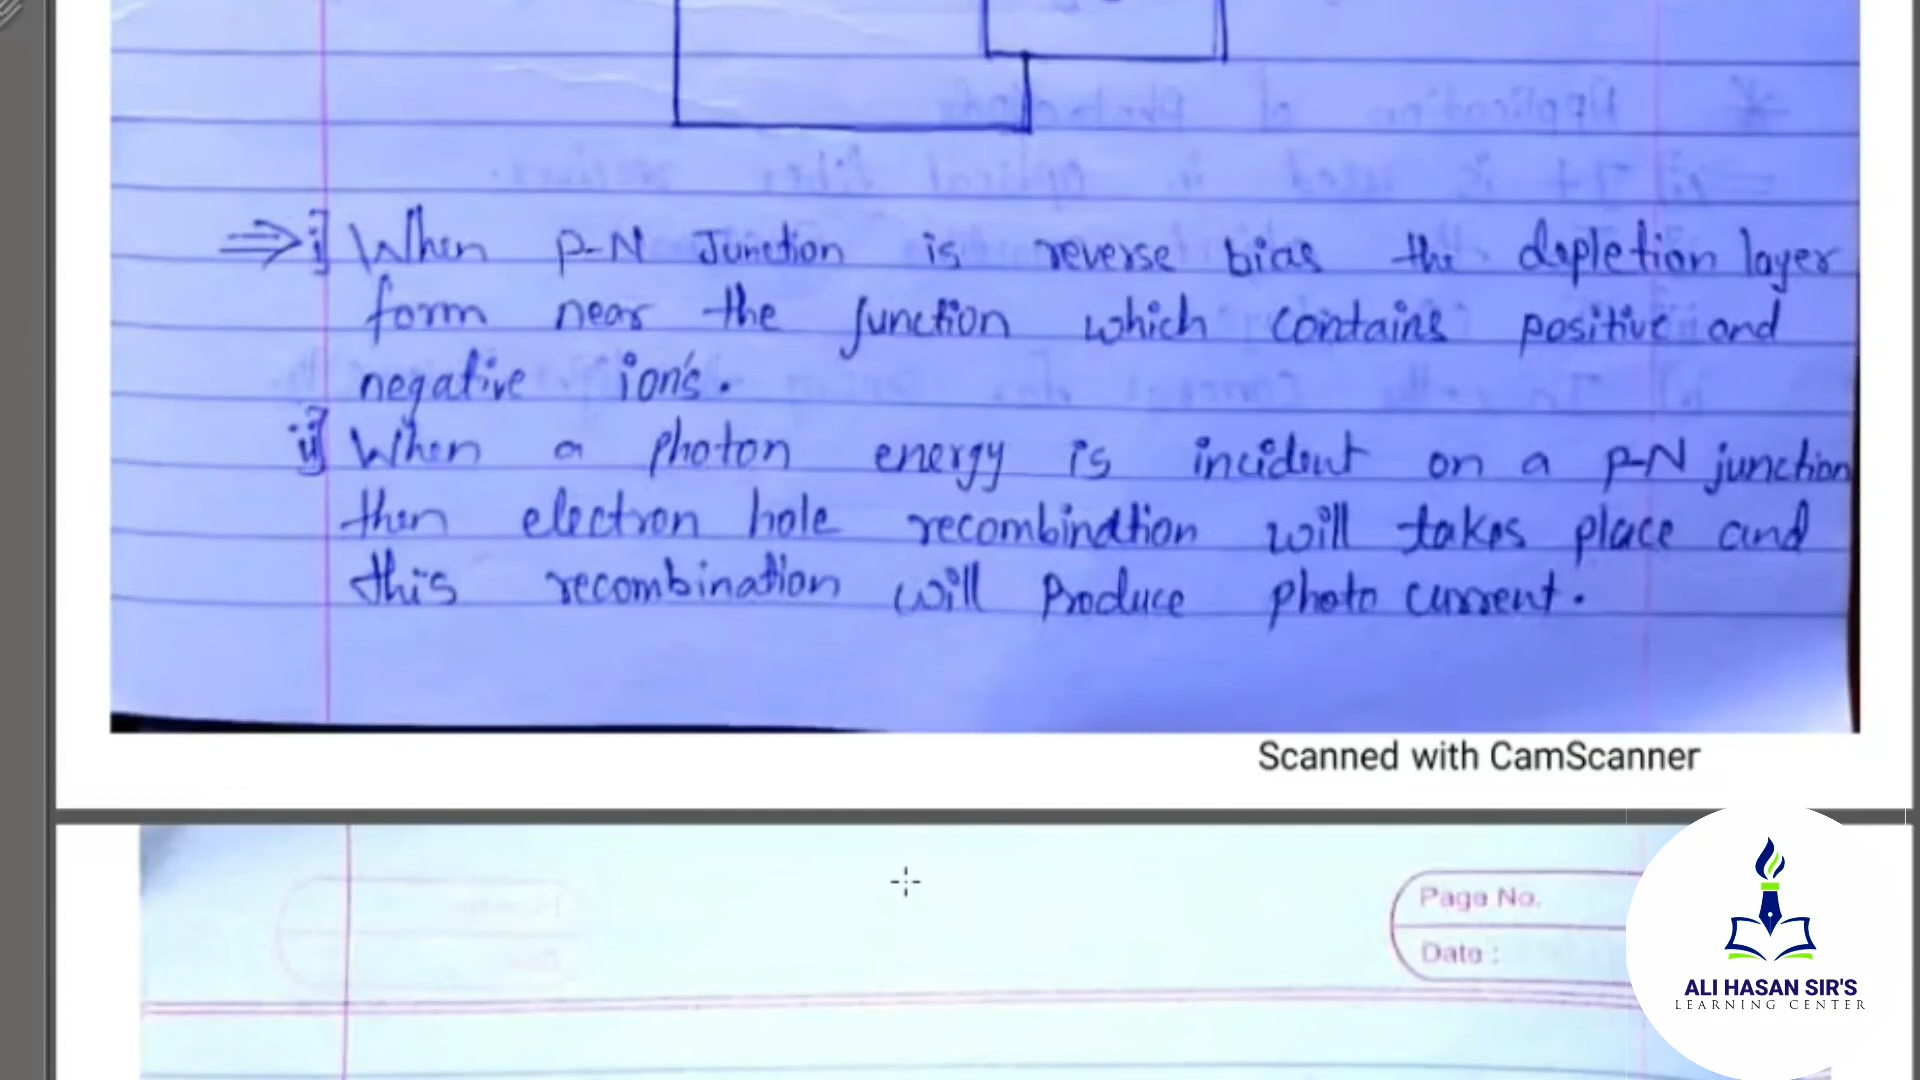 ⇒ i] When P-N Junction is reverse bias the depletion layer
form near the junction which contains positive and
negative ion's.
ii] When a photon energy is incident on a P-N junction
then electron hole recombination will takes place and
this recombination will Produce photo current.
Scanned with CamScanner
Page No.
Date :
ALI HASAN SIR'S
LEARNING CENTER